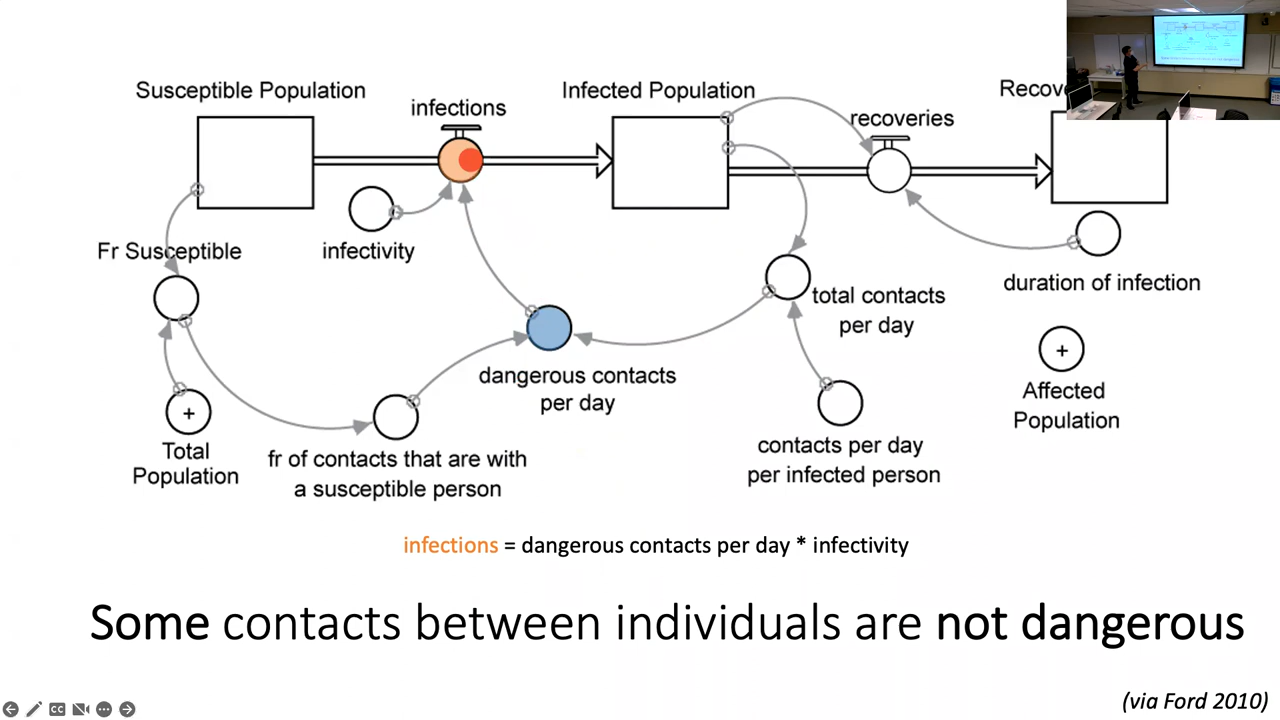 Susceptible Population
infections
Infected Population
recoveries
Recov
infectivity
Fr Susceptible
duration of infection
total contacts
per day
+
Affected
Population
dangerous contacts
per day
+
Total
Population
fr of contacts that are with
a susceptible person
contacts per day
per infected person
infections = dangerous contacts per day * infectivity
Some contacts between individuals are not dangerous
(via Ford 2010)
CC